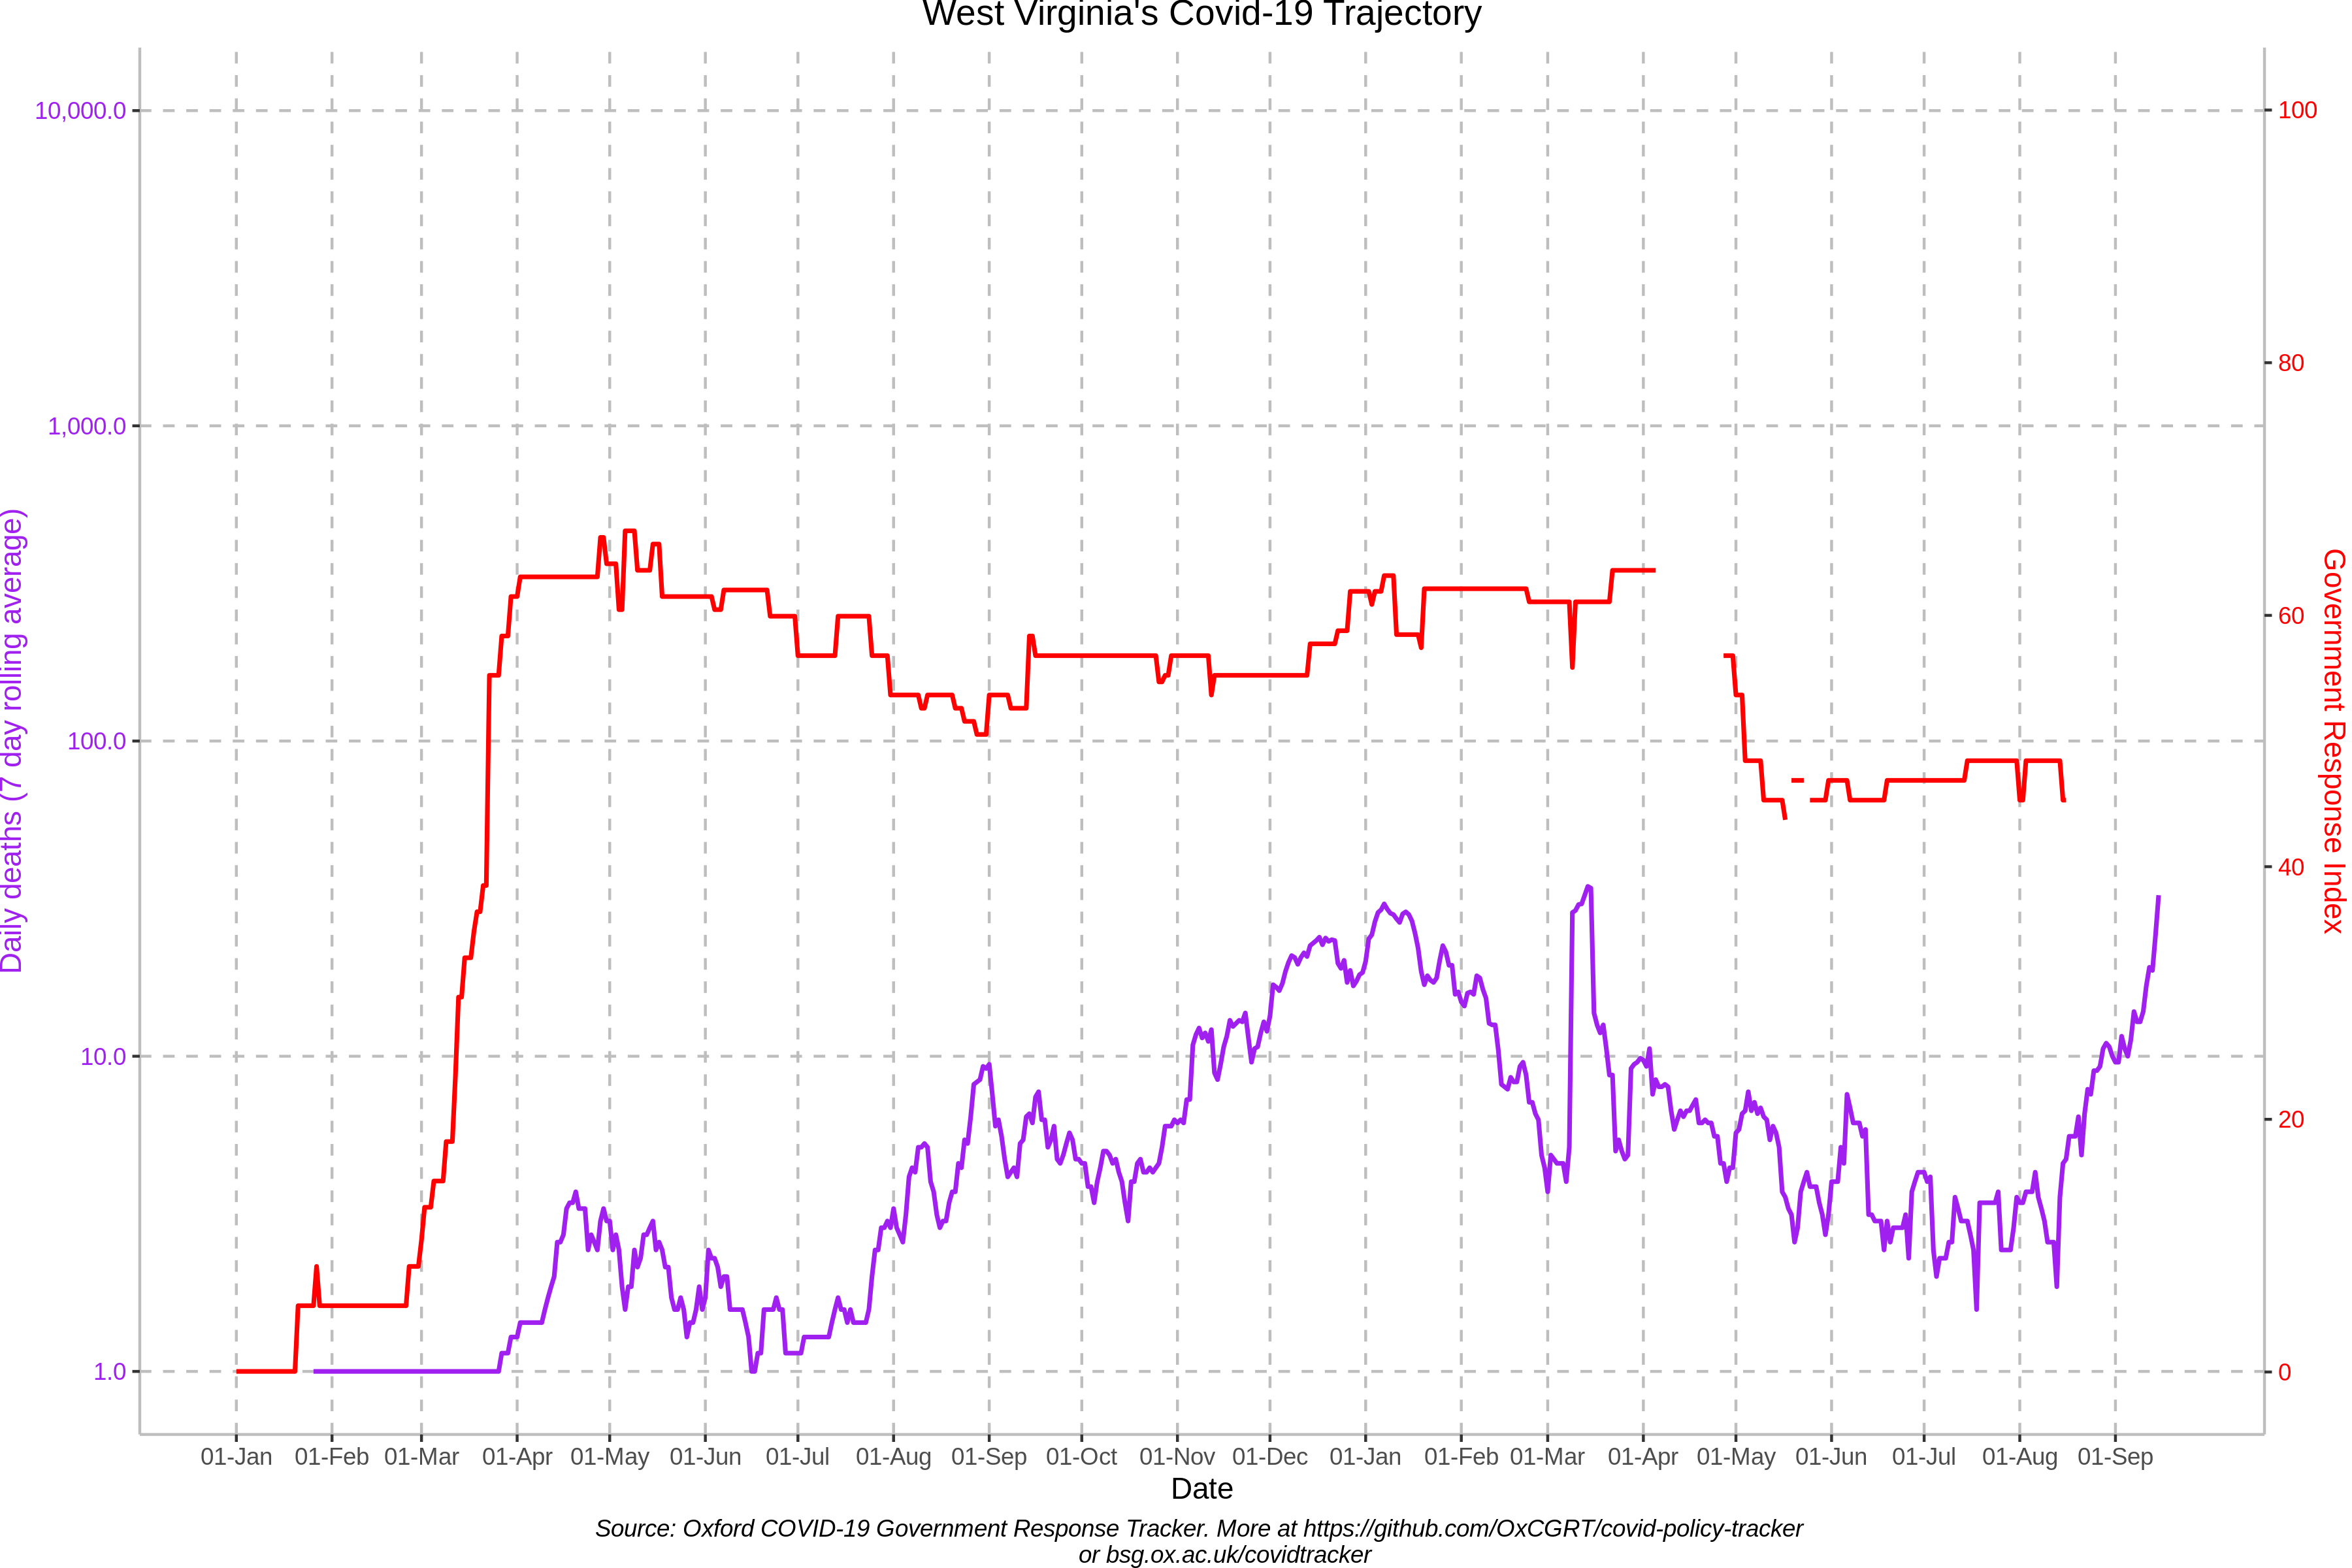 West Virginia's Covid-19 Trajectory
10,000.0
1,000.0
100.0
10.0
1.0
Daily deaths (7 day rolling average)
100
80
60
40
20
0
Government Response Index
01-Jan 01-Feb 01-Mar 01-Apr 01-May 01-Jun 01-Jul 01-Aug 01-Sep 01-Oct 01-Nov 01-Dec 01-Jan 01-Feb 01-Mar 01-Apr 01-May 01-Jun 01-Jul 01-Aug 01-Sep
Date
Source: Oxford COVID-19 Government Response Tracker. More at https://github.com/OxCGRT/covid-policy-tracker
or bsg.ox.ac.uk/covidtracker